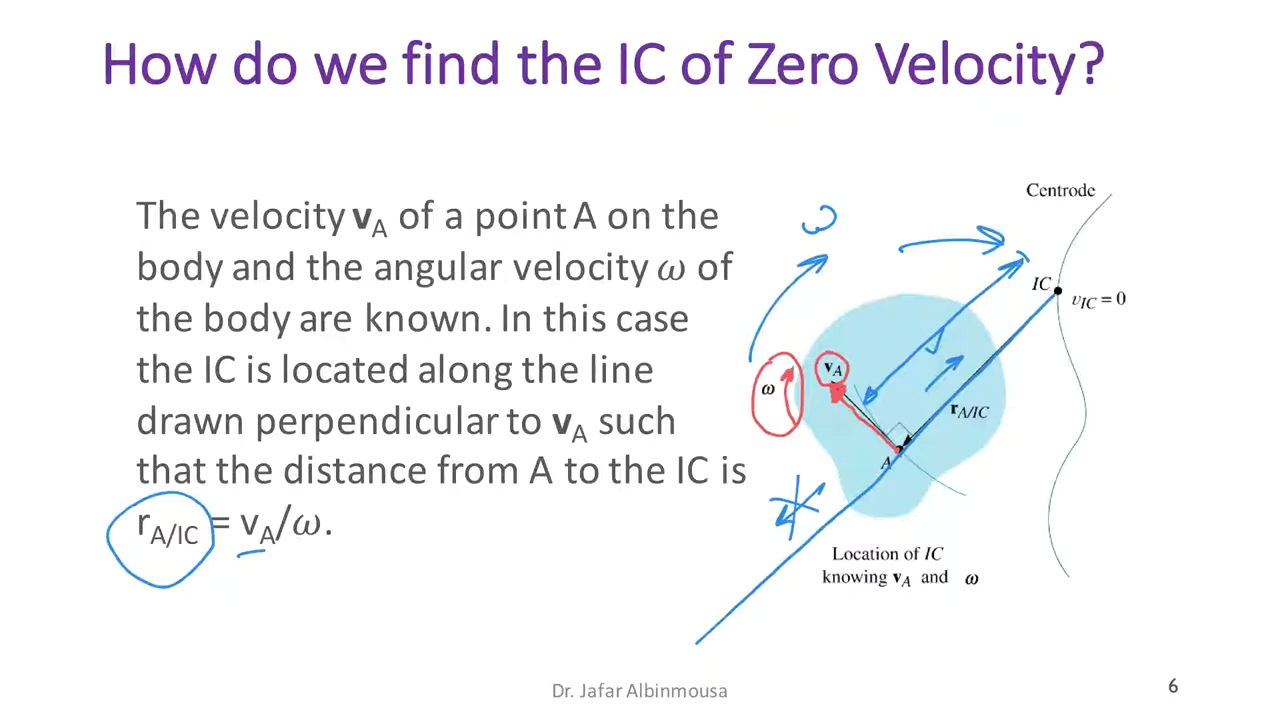 How do we find the IC of Zero Velocity?
The velocity vA of a point A on the
body and the angular velocity ω of
the body are known. In this case
the IC is located along the line
drawn perpendicular to vA such
that the distance from A to the IC is
rA/IC = vA/ω.
Centrode
ω
IC
υIC = 0
vA
ω
rA/IC
A
Location of IC
knowing vA and ω
Dr. Jafar Albinmousa
6